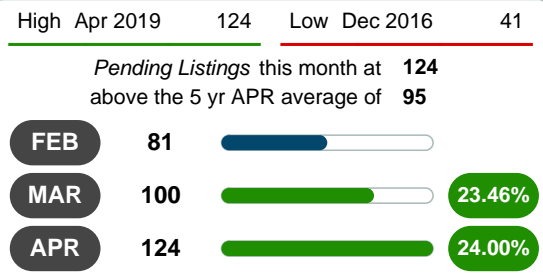 High Apr 2019 124 Low Dec 2016 41
Pending Listings this month at 124
above the 5 yr APR average of 95
FEB 81
MAR 100 23.46%
APR 124 24.00%